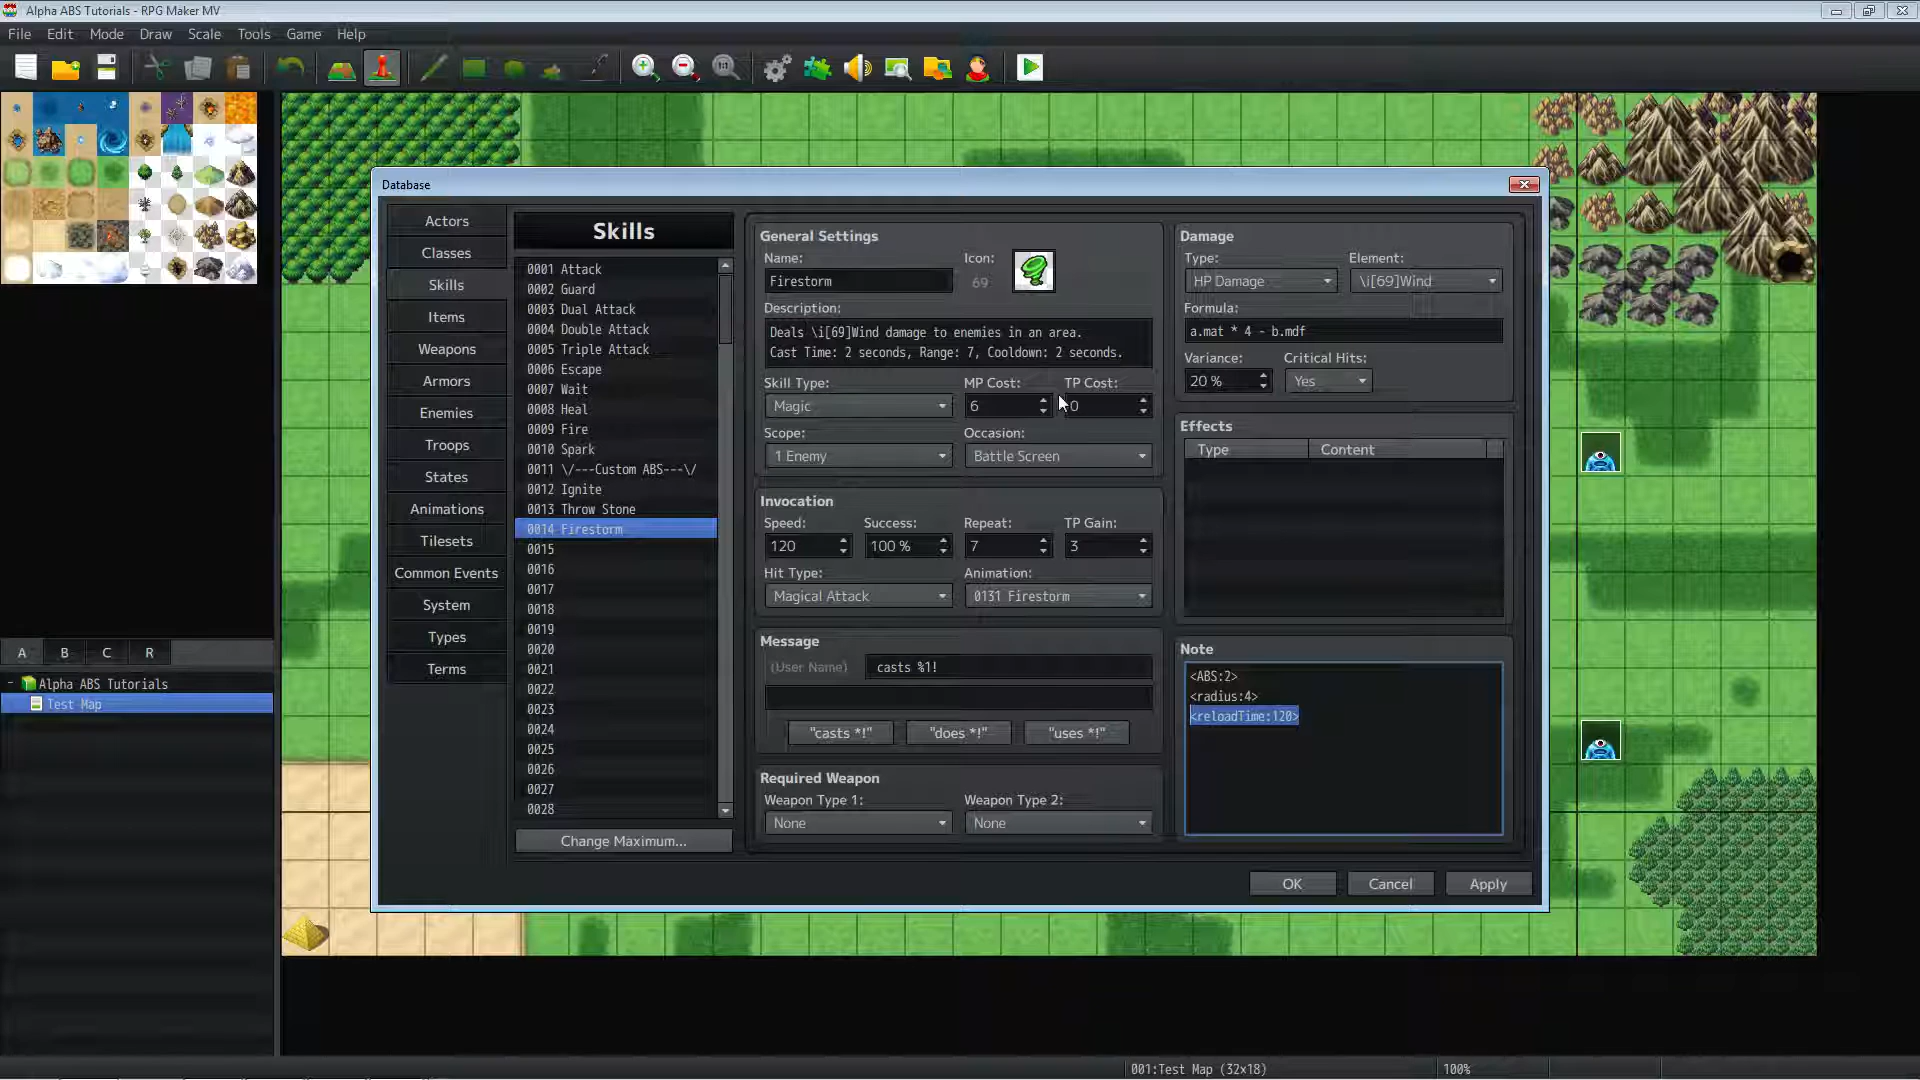 Alpha ABS Tutorials - RPG Maker MV
File Edit Mode Draw Scale Tools Game Help
Database
Actors
Classes
Skills
Items
Weapons
Armors
Enemies
Troops
States
Animations
Tilesets
Common Events
System
Types
Terms
Skills
0001 Attack
0002 Guard
0003 Dual Attack
0004 Double Attack
0005 Triple Attack
0006 Escape
0007 Wait
0008 Heal
0009 Fire
0010 Spark
0011 \/---Custom ABS---\/
0012 Ignite
0013 Throw Stone
0014 Firestorm
0015
0016
0017
0018
0019
0020
0021
0022
0023
0024
0025
0026
0027
0028
Change Maximum...
General Settings
Name: Icon:
Firestorm 69
Description:
Deals \i[69]Wind damage to enemies in an area.
Cast Time: 2 seconds, Range: 7, Cooldown: 2 seconds.
Skill Type: MP Cost: TP Cost:
Magic 6 0
Scope: Occasion:
1 Enemy Battle Screen
Invocation
Speed: Success: Repeat: TP Gain:
120 100 % 7 3
Hit Type: Animation:
Magical Attack 0131 Firestorm
Message
(User Name) casts %1!
"casts *!" "does *!" "uses *!"
Required Weapon
Weapon Type 1: Weapon Type 2:
None None
Damage
Type: Element:
HP Damage \i[69]Wind
Formula:
a.mat * 4 - b.mdf
Variance: Critical Hits:
20 % Yes
Effects
Type Content
Note
<ABS:2>
<radius:4>
<reloadTime:120>
OK Cancel Apply
A B C R
Alpha ABS Tutorials
Test Map
001:Test Map (32x18) 100%